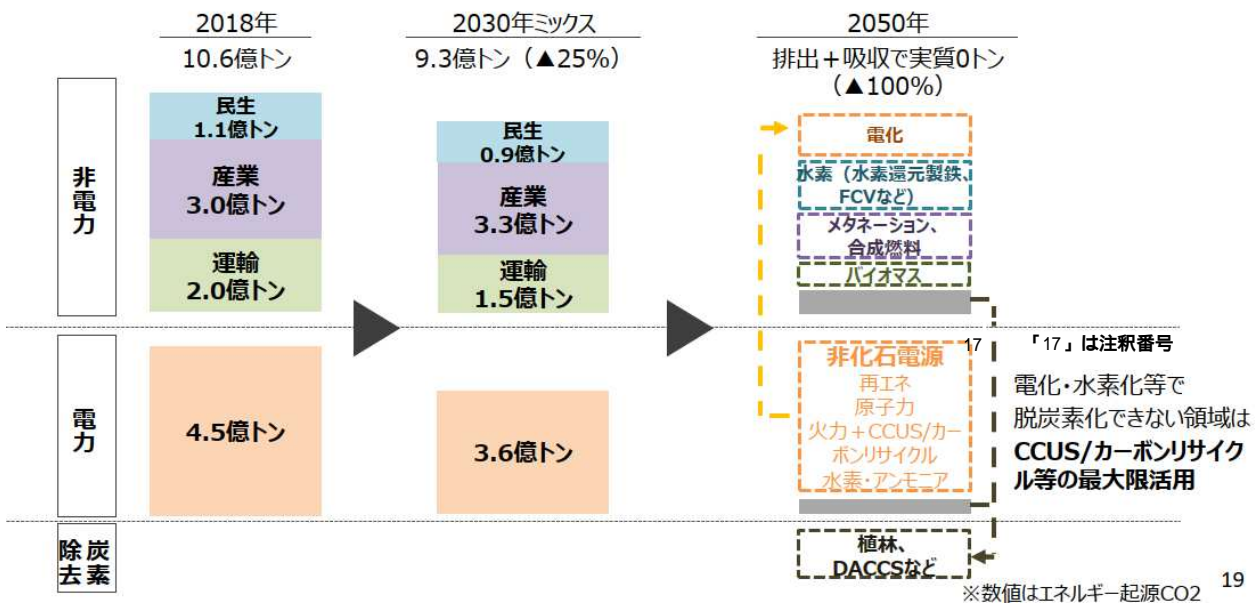 2018年
10.6億トン
2030年ミックス
9.3億トン（▲25%）
2050年
排出＋吸収で実質0トン
（▲100%）
非電力
民生
1.1億トン
産業
3.0億トン
運輸
2.0億トン
民生
0.9億トン
産業
3.3億トン
運輸
1.5億トン
電化
水素（水素還元製鉄、
FCVなど）
メタネーション、
合成燃料
バイオマス
電力
4.5億トン
3.6億トン
非化石電源
17
再エネ
原子力
火力＋CCUS/カー
ボンリサイクル
水素・アンモニア
「17」は注釈番号
電化・水素化等で
脱炭素化できない領域は
CCUS/カーボンリサイク
ル等の最大限活用
炭素
除去
植林、
DACCSなど
※数値はエネルギー起源CO2
19